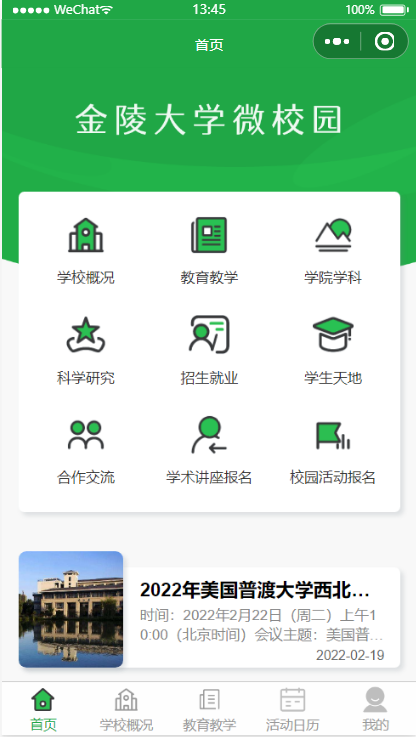 WeChat 13:45 100%
首页
金陵大学微校园
学校概况 教育教学 学院学科
科学研究 招生就业 学生天地
合作交流 学术讲座报名 校园活动报名
2022年美国普渡大学西北...
时间：2022年2月22日（周二）上午1
0:00（北京时间）会议主题：美国普...
2022-02-19
首页 学校概况 教育教学 活动日历 我的